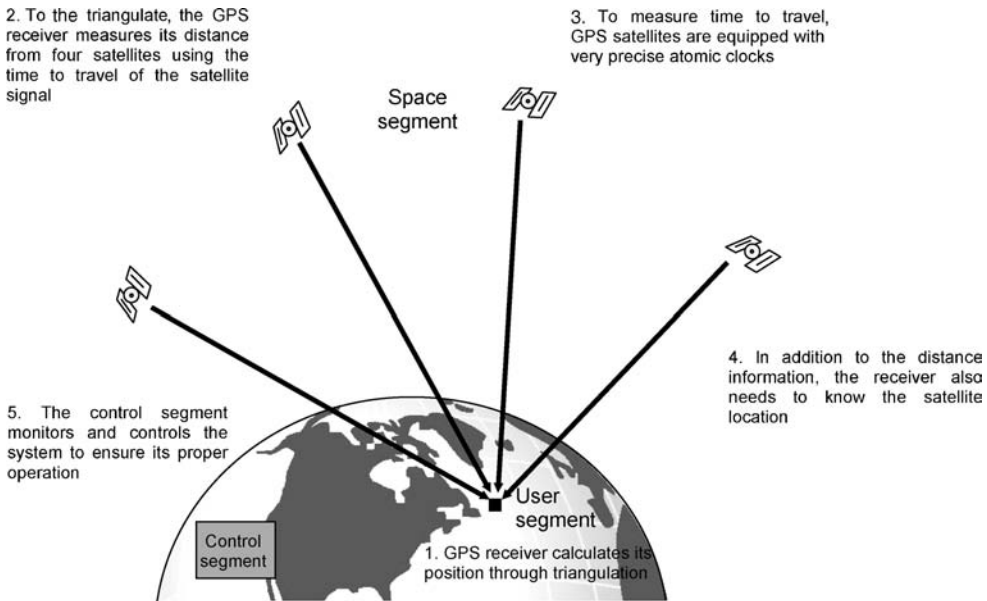 2. To the triangulate, the GPS
receiver measures its distance
from four satellites using the
time to travel of the satellite
signal
3. To measure time to travel,
GPS satellites are equipped with
very precise atomic clocks
Space
segment
4. In addition to the distance
information, the receiver also
needs to know the satellite
location
5. The control segment
monitors and controls the
system to ensure its proper
operation
User
segment
Control
segment
1. GPS receiver calculates its
position through triangulation